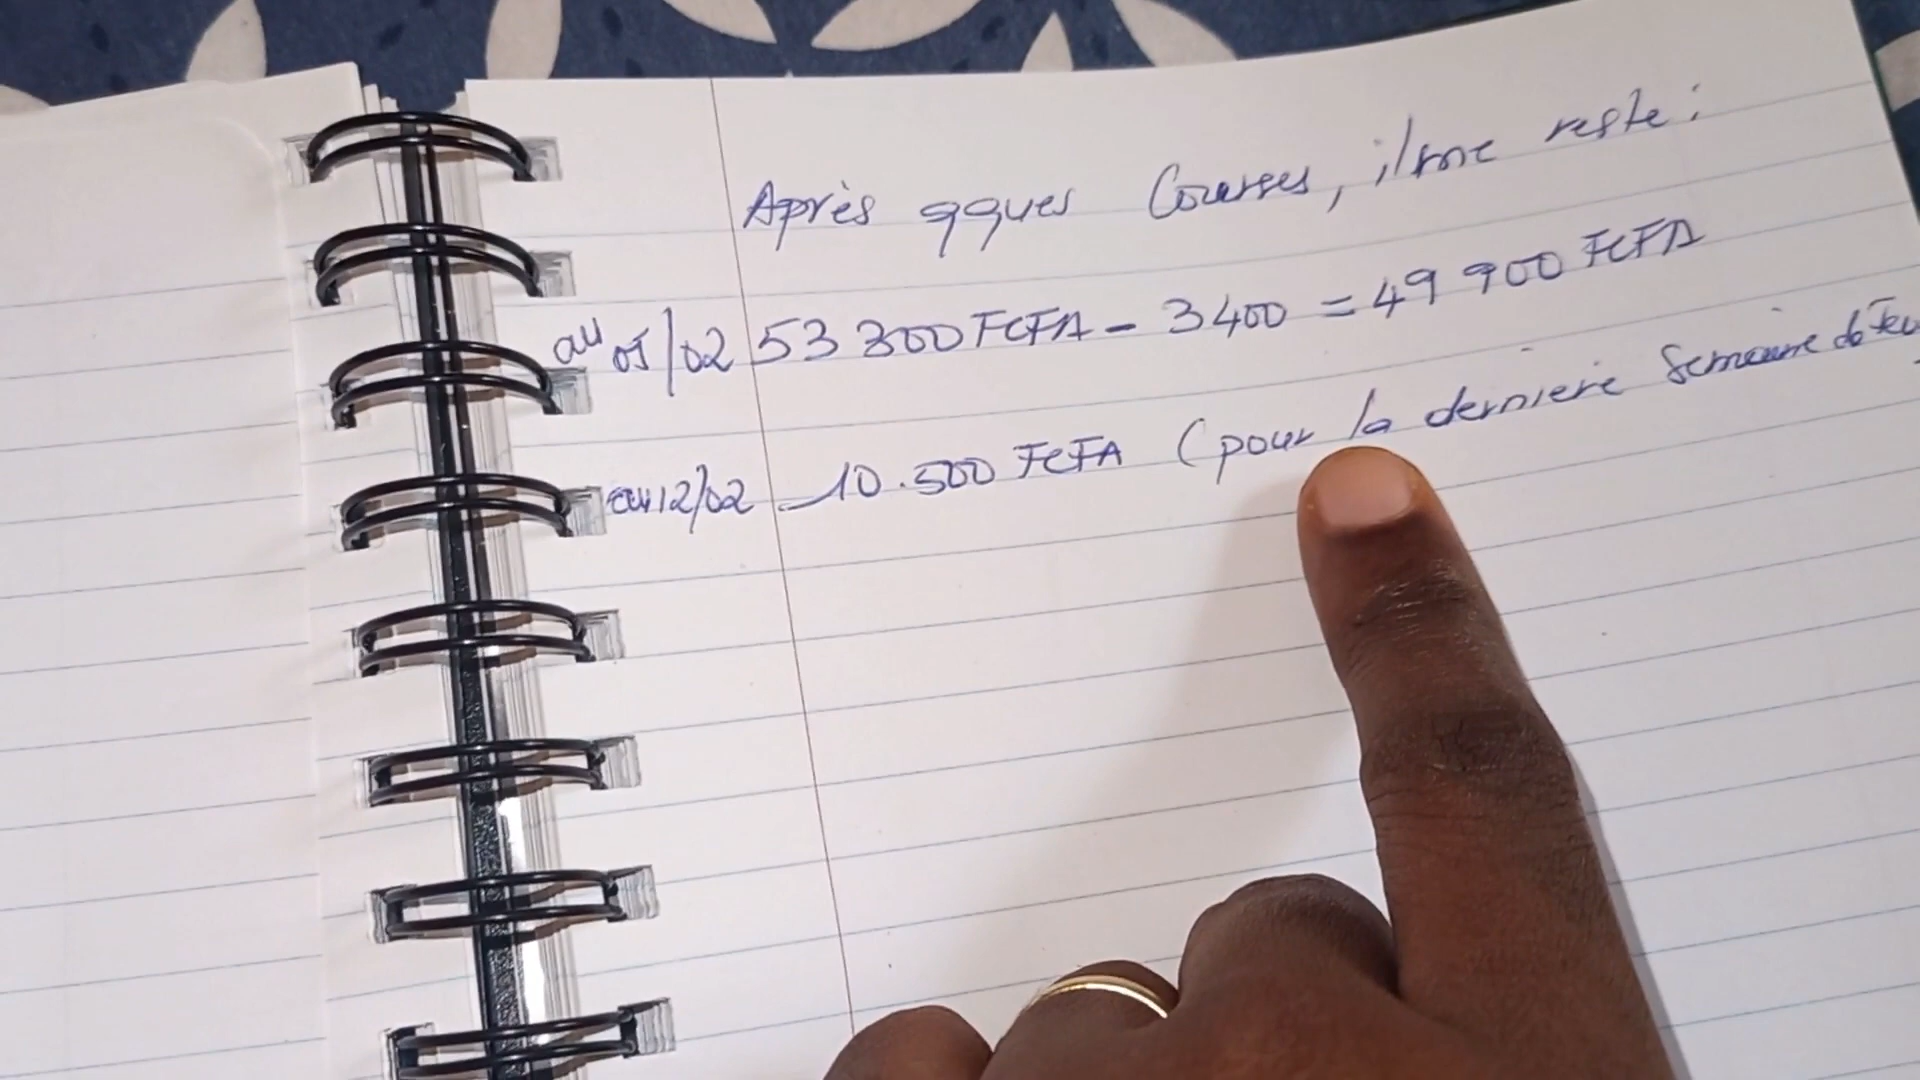 Après qques Courses, il me reste :
au 05/02 53 300 FCFA - 3400 = 49 900 FCFA
au 12/02 - 10.500 FCFA (pour la dernière Semaine de Fev